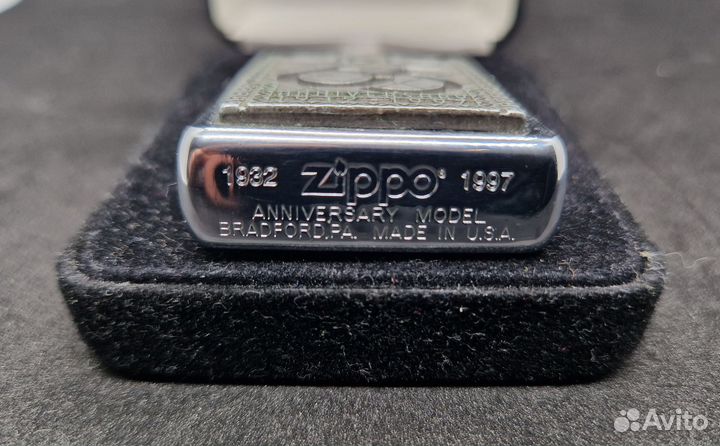 1932 Zippo® 1997
ANNIVERSARY MODEL
BRADFORD,PA. MADE IN U.S.A.
Avito